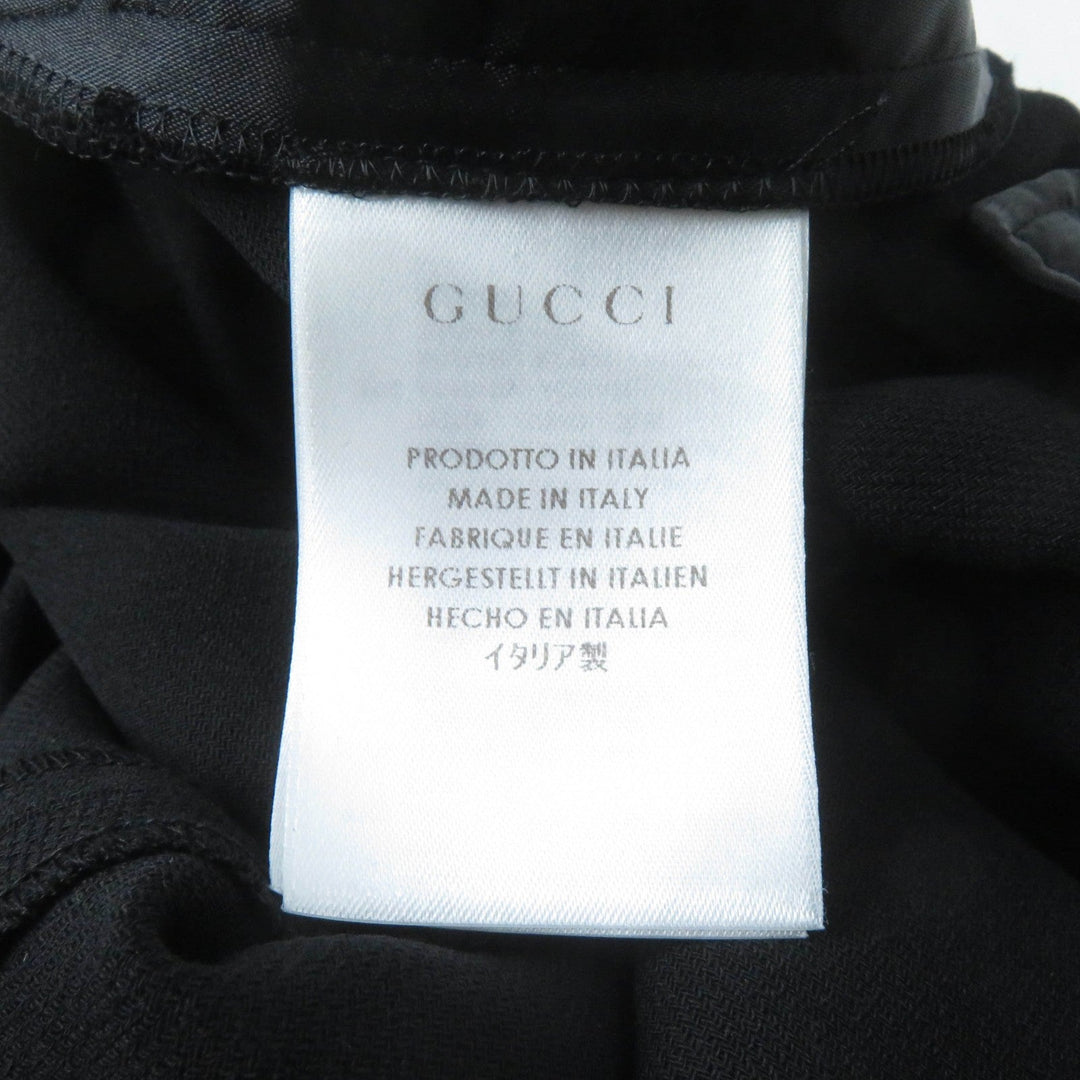 GUCCI
PRODOTTO IN ITALIA
MADE IN ITALY
FABRIQUE EN ITALIE
HERGESTELLT IN ITALIEN
HECHO EN ITALIA
イタリア製